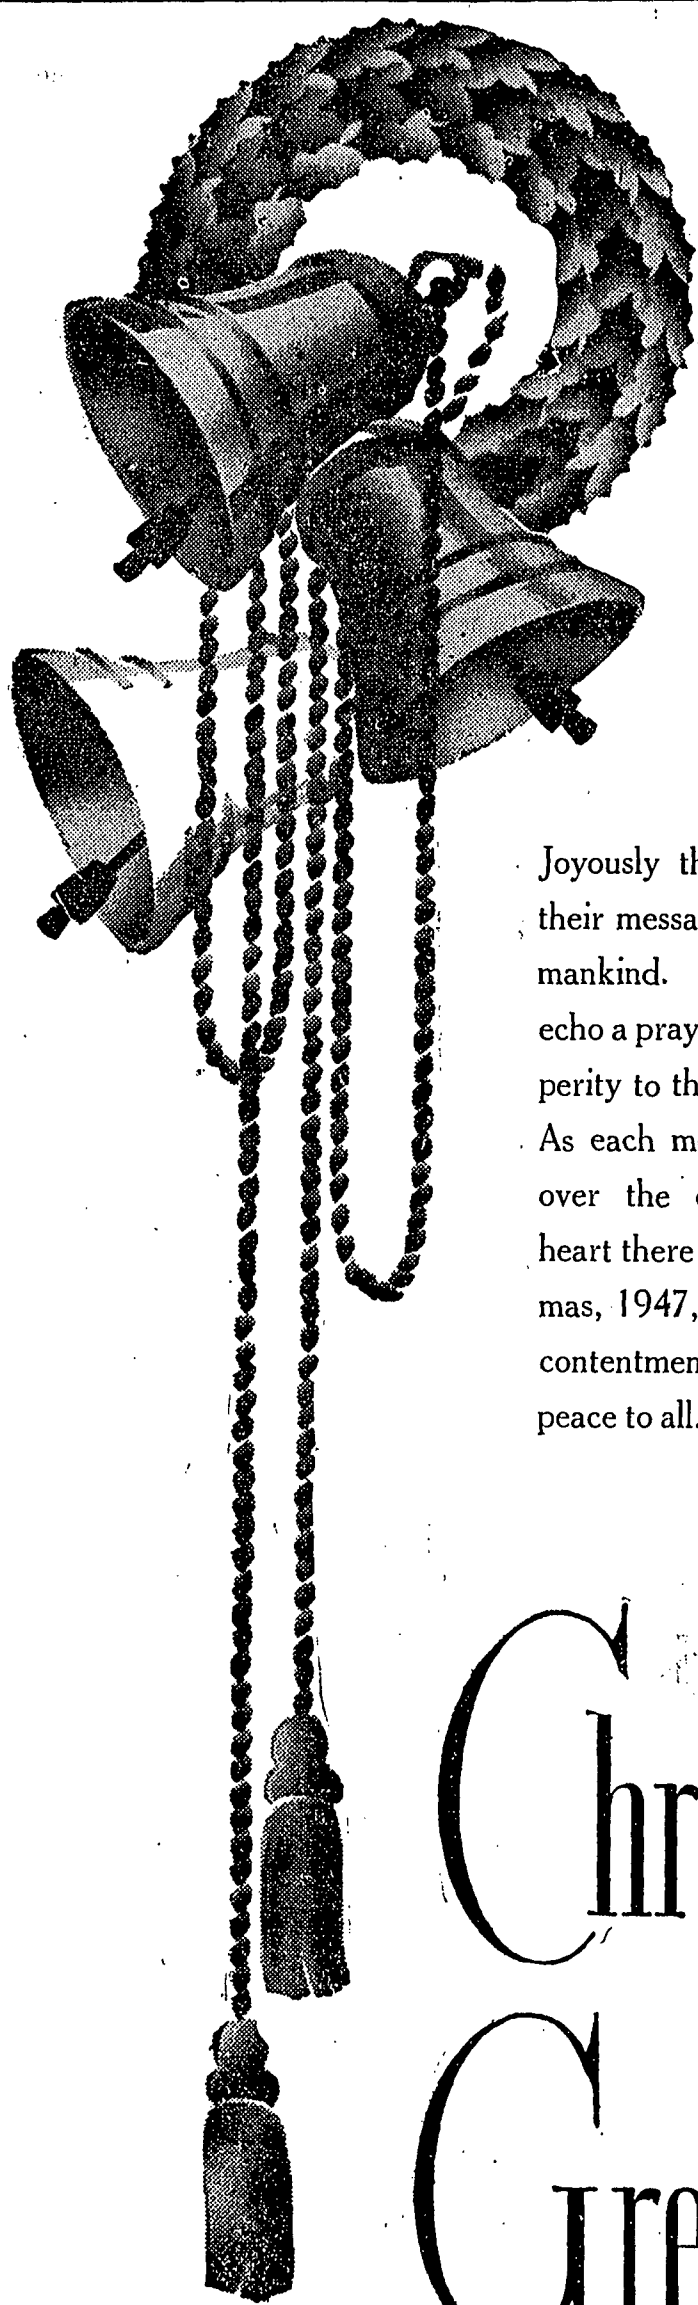 Joyously th
their messa
mankind.
echo a pray
perity to th
As each m
over the
heart there
mas, 1947,
contentmen
peace to all.
Chr
Gre